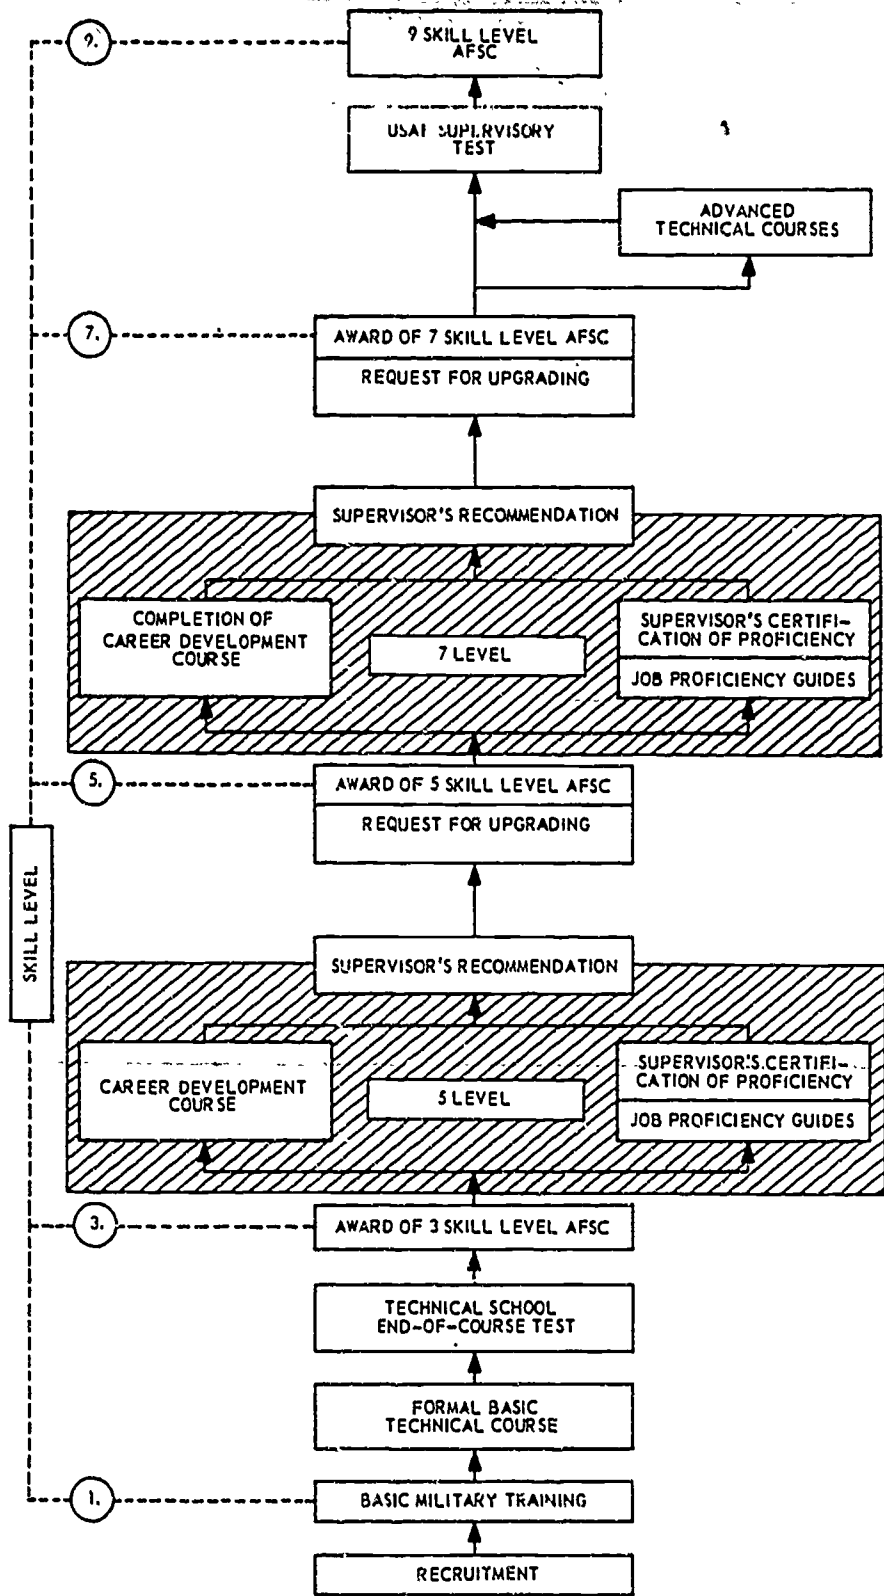 9.
9 SKILL LEVEL
AFSC
USAF SUPERVISORY
TEST
ADVANCED
TECHNICAL COURSES
7.
AWARD OF 7 SKILL LEVEL AFSC
REQUEST FOR UPGRADING
SUPERVISOR'S RECOMMENDATION
COMPLETION OF
CAREER DEVELOPMENT
COURSE
7 LEVEL
SUPERVISOR'S CERTIFI-
CATION OF PROFICIENCY
JOB PROFICIENCY GUIDES
5.
AWARD OF 5 SKILL LEVEL AFSC
REQUEST FOR UPGRADING
SKILL LEVEL
SUPERVISOR'S RECOMMENDATION
CAREER DEVELOPMENT
COURSE
5 LEVEL
SUPERVISOR'S CERTIFI-
CATION OF PROFICIENCY
JOB PROFICIENCY GUIDES
3.
AWARD OF 3 SKILL LEVEL AFSC
TECHNICAL SCHOOL
END-OF-COURSE TEST
FORMAL BASIC
TECHNICAL COURSE
1.
BASIC MILITARY TRAINING
RECRUITMENT